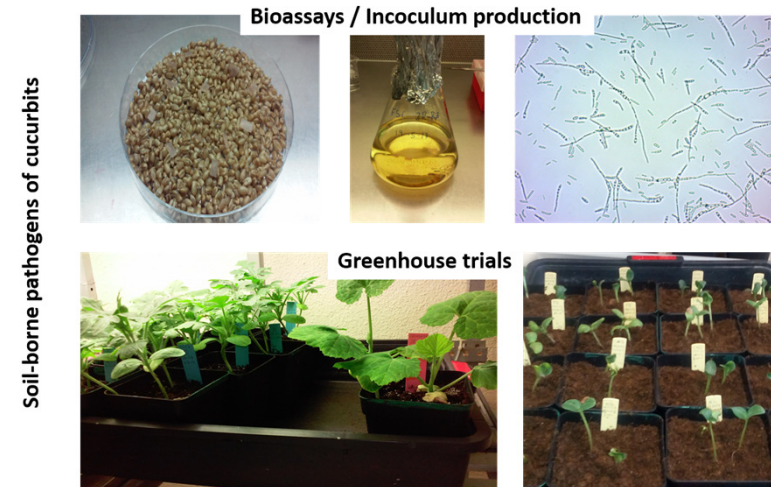 Bioassays / Incoculum production
Soil-borne pathogens of cucurbits
Greenhouse trials